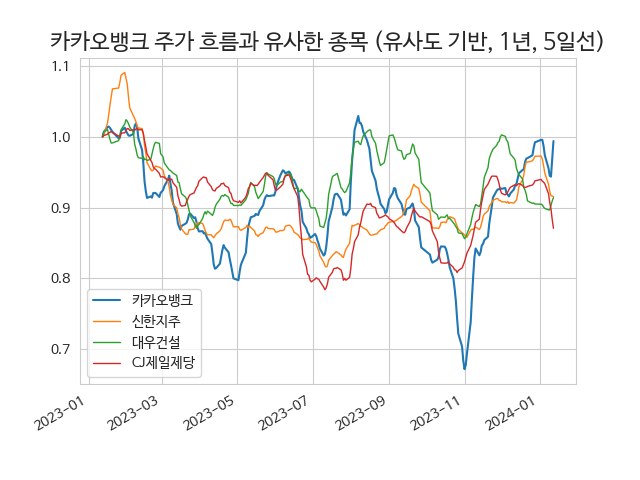 카카오뱅크 주가 흐름과 유사한 종목 (유사도 기반, 1년, 5일선)
1.1
1.0
0.9
0.8
0.7
카카오뱅크
신한지주
대우건설
CJ제일제당
2023-01
2023-03
2023-05
2023-07
2023-09
2023-11
2024-01